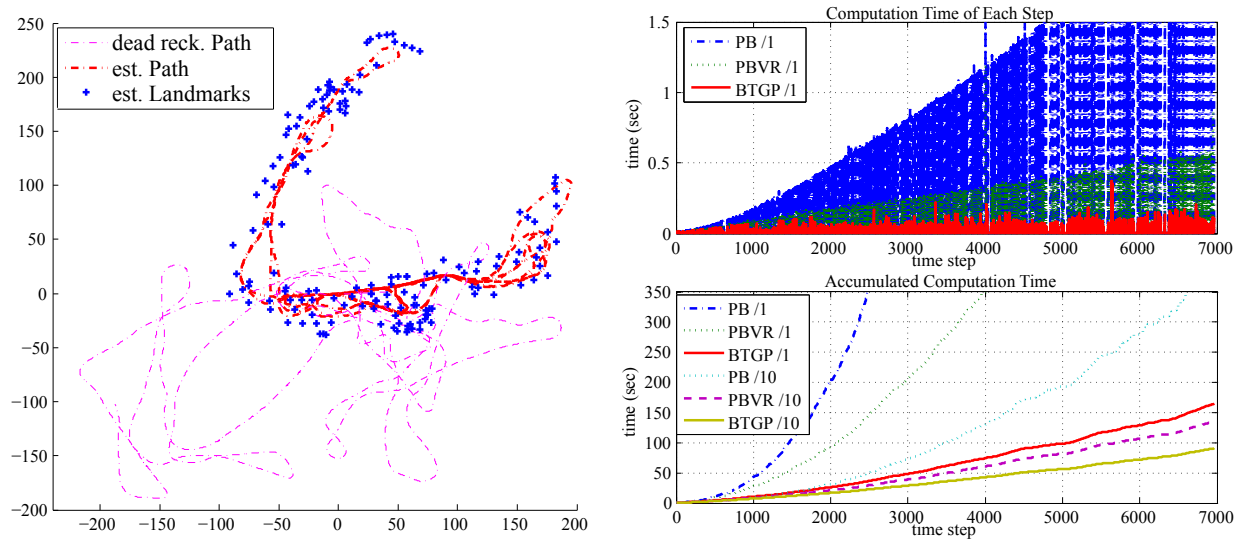 250
200
150
100
50
0
−50
−100
−150
−200
−200 −150 −100 −50 0 50 100 150 200
dead reck. Path
est. Path
est. Landmarks
Computation Time of Each Step
1.5
1
0.5
0
time (sec)
PB /1
PBVR /1
BTGP /1
0 1000 2000 3000 4000 5000 6000 7000
time step
Accumulated Computation Time
350
300
250
200
150
100
50
0
time (sec)
PB /1
PBVR /1
BTGP /1
PB /10
PBVR /10
BTGP /10
0 1000 2000 3000 4000 5000 6000 7000
time step